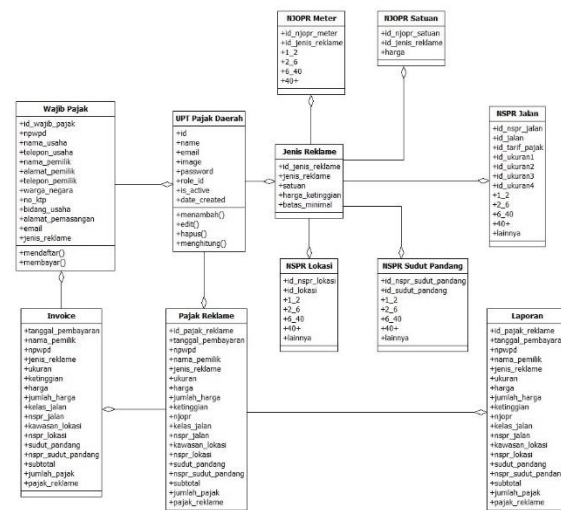 NJOPR Meter
+id_njopr_meter
+id_jenis_reklame
+1_2
+2_6
+6_40
+40+
NJOPR Satuan
+id_njopr_satuan
+id_jenis_reklame
+harga
Wajib Pajak
+id_wajib_pajak
+npwpd
+nama_usaha
+telepon_usaha
+nama_pemilik
+alamat_pemilik
+telepon_pemilik
+warga_negara
+no_ktp
+bidang_usaha
+alamat_pemasangan
+email
+jenis_reklame
+mendaftar()
+membayar()
UPT Pajak Daerah
+id
+name
+email
+image
+password
+role_id
+is_active
+date_created
+menambah()
+edit()
+hapus()
+menghitung()
Jenis Reklame
+id_jenis_reklame
+jenis_reklame
+satuan
+harga_ketinggian
+batas_minimal
NSPR Jalan
+id_nspr_jalan
+id_jalan
+id_tarif_pajak
+id_ukuran1
+id_ukuran2
+id_ukuran3
+id_ukuran4
+1_2
+2_6
+6_40
+40+
+lainnya
NSPR Lokasi
+id_nspr_lokasi
+id_lokasi
+1_2
+2_6
+6_40
+40+
+lainnya
NSPR Sudut Pandang
+id_nspr_sudut_pandang
+id_sudut_pandang
+1_2
+2_6
+6_40
+40+
+lainnya
Invoice
+tanggal_pembayaran
+nama_pemilik
+npwpd
+jenis_reklame
+ukuran
+ketinggian
+harga
+jumlah_harga
+kelas_jalan
+nspr_jalan
+kawasan_lokasi
+nspr_lokasi
+sudut_pandang
+nspr_sudut_pandang
+subtotal
+jumlah_pajak
+pajak_reklame
Pajak Reklame
+id_pajak_reklame
+tanggal_pembayaran
+npwpd
+nama_pemilik
+jenis_reklame
+ukuran
+harga
+jumlah_harga
+ketinggian
+njopr
+kelas_jalan
+nspr_jalan
+kawasan_lokasi
+nspr_lokasi
+sudut_pandang
+nspr_sudut_pandang
+subtotal
+jumlah_pajak
+pajak_reklame
Laporan
+id_pajak_reklame
+tanggal_pembayaran
+npwpd
+nama_pemilik
+jenis_reklame
+ukuran
+harga
+jumlah_harga
+ketinggian
+njopr
+kelas_jalan
+nspr_jalan
+kawasan_lokasi
+nspr_lokasi
+sudut_pandang
+nspr_sudut_pandang
+subtotal
+jumlah_pajak
+pajak_reklame